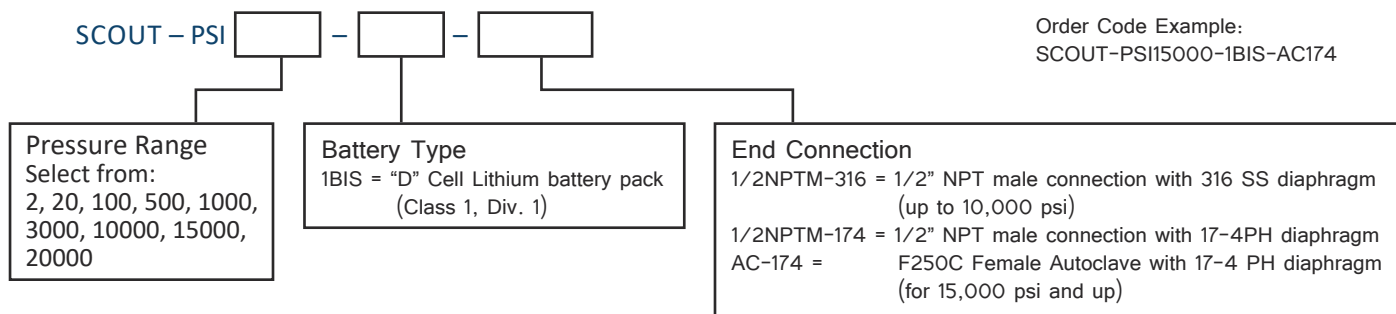 SCOUT – PSI – –
Order Code Example:
SCOUT-PSI15000-1BIS-AC174
Pressure Range
Select from:
2, 20, 100, 500, 1000,
3000, 10000, 15000,
20000
Battery Type
1BIS = “D” Cell Lithium battery pack
(Class 1, Div. 1)
End Connection
1/2NPTM-316 = 1/2” NPT male connection with 316 SS diaphragm
(up to 10,000 psi)
1/2NPTM-174 = 1/2” NPT male connection with 17-4PH diaphragm
AC-174 = F250C Female Autoclave with 17-4 PH diaphragm
(for 15,000 psi and up)